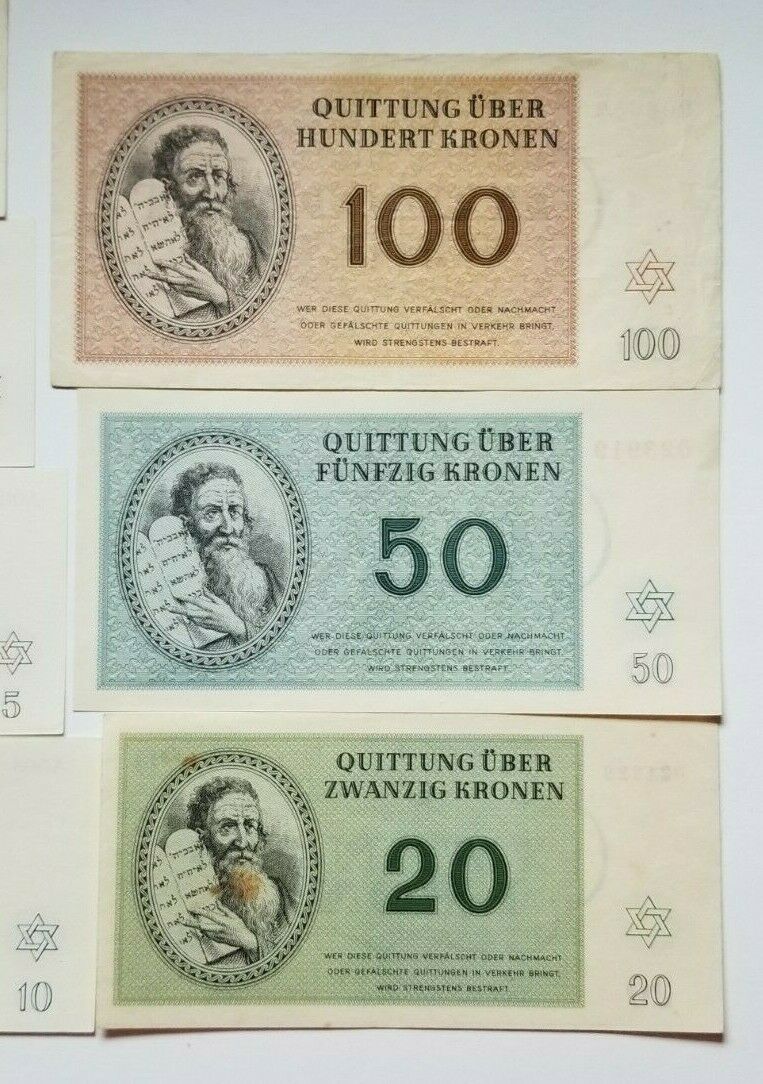 QUITTUNG ÜBER
HUNDERT KRONEN
100
WER DIESE QUITTUNG VERFÄLSCHT ODER NACHMACHT
ODER GEFÄLSCHTE QUITTUNGEN IN VERKEHR BRINGT,
WIRD STRENGSTENS BESTRAFT.
100
QUITTUNG ÜBER
FÜNFZIG KRONEN
50
WER DIESE QUITTUNG VERFÄLSCHT ODER NACHMACHT
ODER GEFÄLSCHTE QUITTUNGEN IN VERKEHR BRINGT,
WIRD STRENGSTENS BESTRAFT.
50
QUITTUNG ÜBER
ZWANZIG KRONEN
20
WER DIESE QUITTUNG VERFÄLSCHT ODER NACHMACHT
ODER GEFÄLSCHTE QUITTUNGEN IN VERKEHR BRINGT,
WIRD STRENGSTENS BESTRAFT
20
5
10